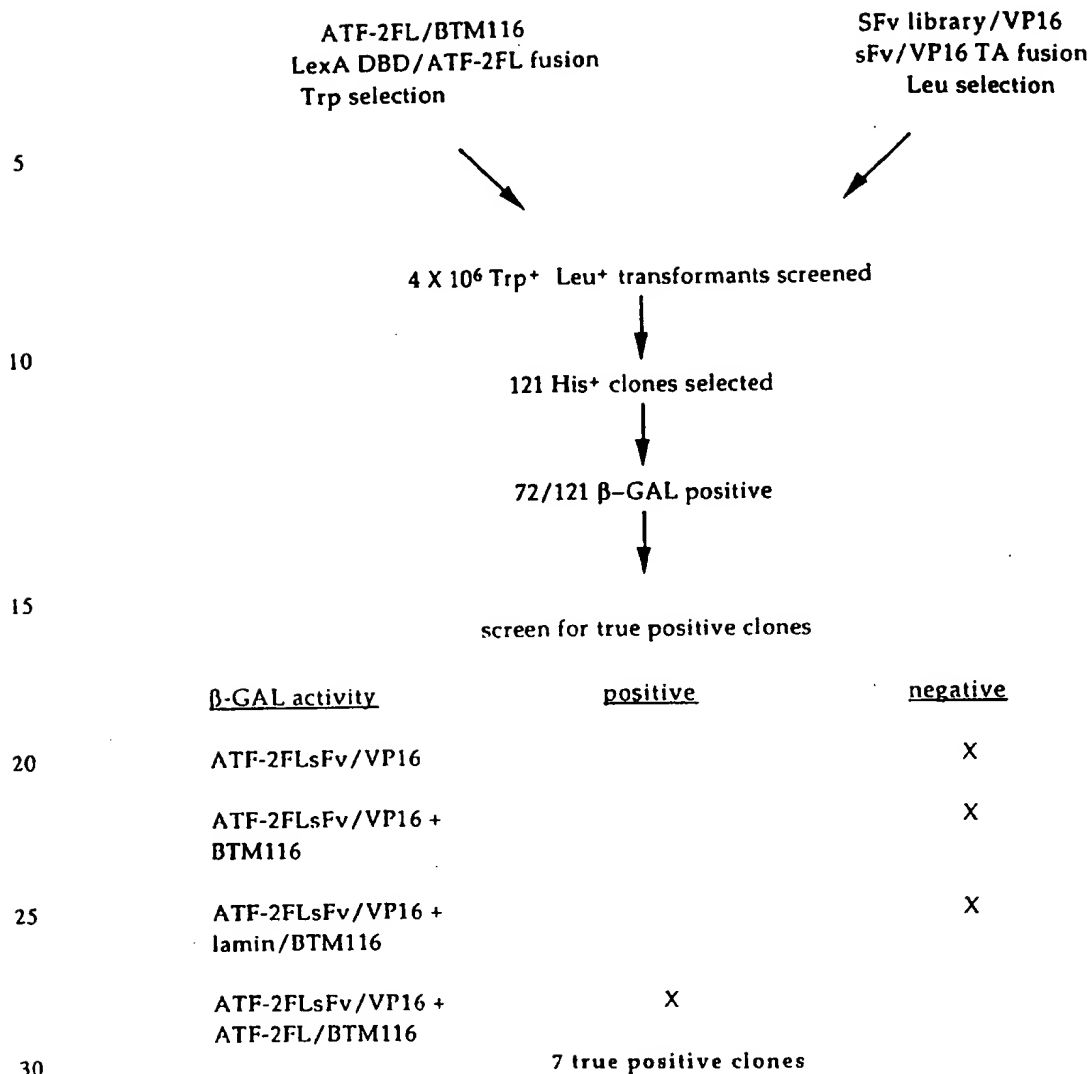 ATF-2FL/BTM116
LexA DBD/ATF-2FL fusion
Trp selection
SFv library/VP16
sFv/VP16 TA fusion
Leu selection
5
4 X 10⁶ Trp⁺ Leu⁺ transformants screened
10
121 His⁺ clones selected
72/121 β-GAL positive
15
screen for true positive clones
β-GAL activity positive negative
20 ATF-2FLsFv/VP16 X
ATF-2FLsFv/VP16 + X
BTM116
25 ATF-2FLsFv/VP16 + X
lamin/BTM116
ATF-2FLsFv/VP16 + X
ATF-2FL/BTM116
30 7 true positive clones